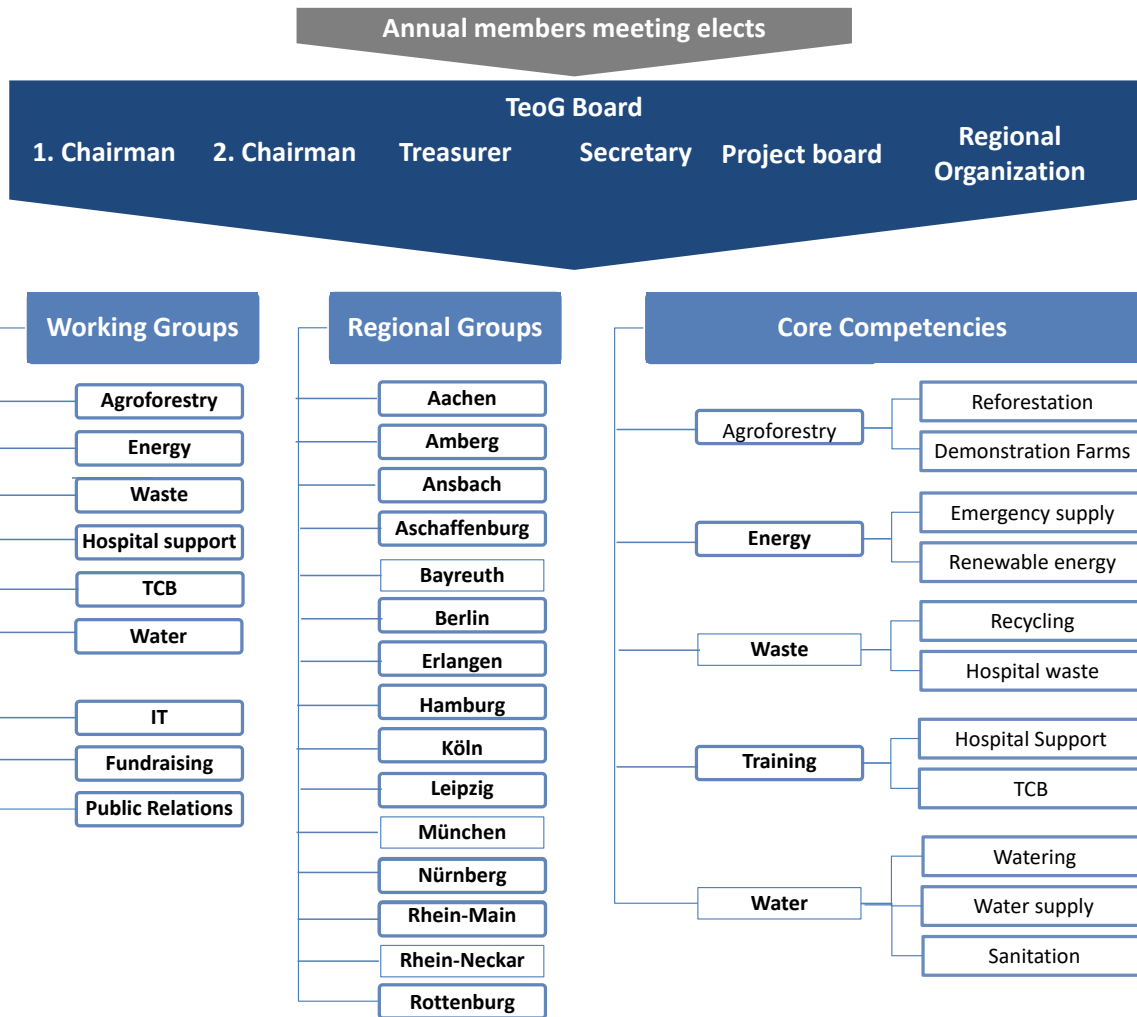 Annual members meeting elects
TeoG Board
1. Chairman
2. Chairman
Treasurer
Secretary
Project board
Regional
Organization
Working Groups
Agroforestry
Energy
Waste
Hospital support
TCB
Water
IT
Fundraising
Public Relations
Regional Groups
Aachen
Amberg
Ansbach
Aschaffenburg
Bayreuth
Berlin
Erlangen
Hamburg
Köln
Leipzig
München
Nürnberg
Rhein-Main
Rhein-Neckar
Rottenburg
Core Competencies
Agroforestry
Reforestation
Demonstration Farms
Energy
Emergency supply
Renewable energy
Waste
Recycling
Hospital waste
Training
Hospital Support
TCB
Water
Watering
Water supply
Sanitation